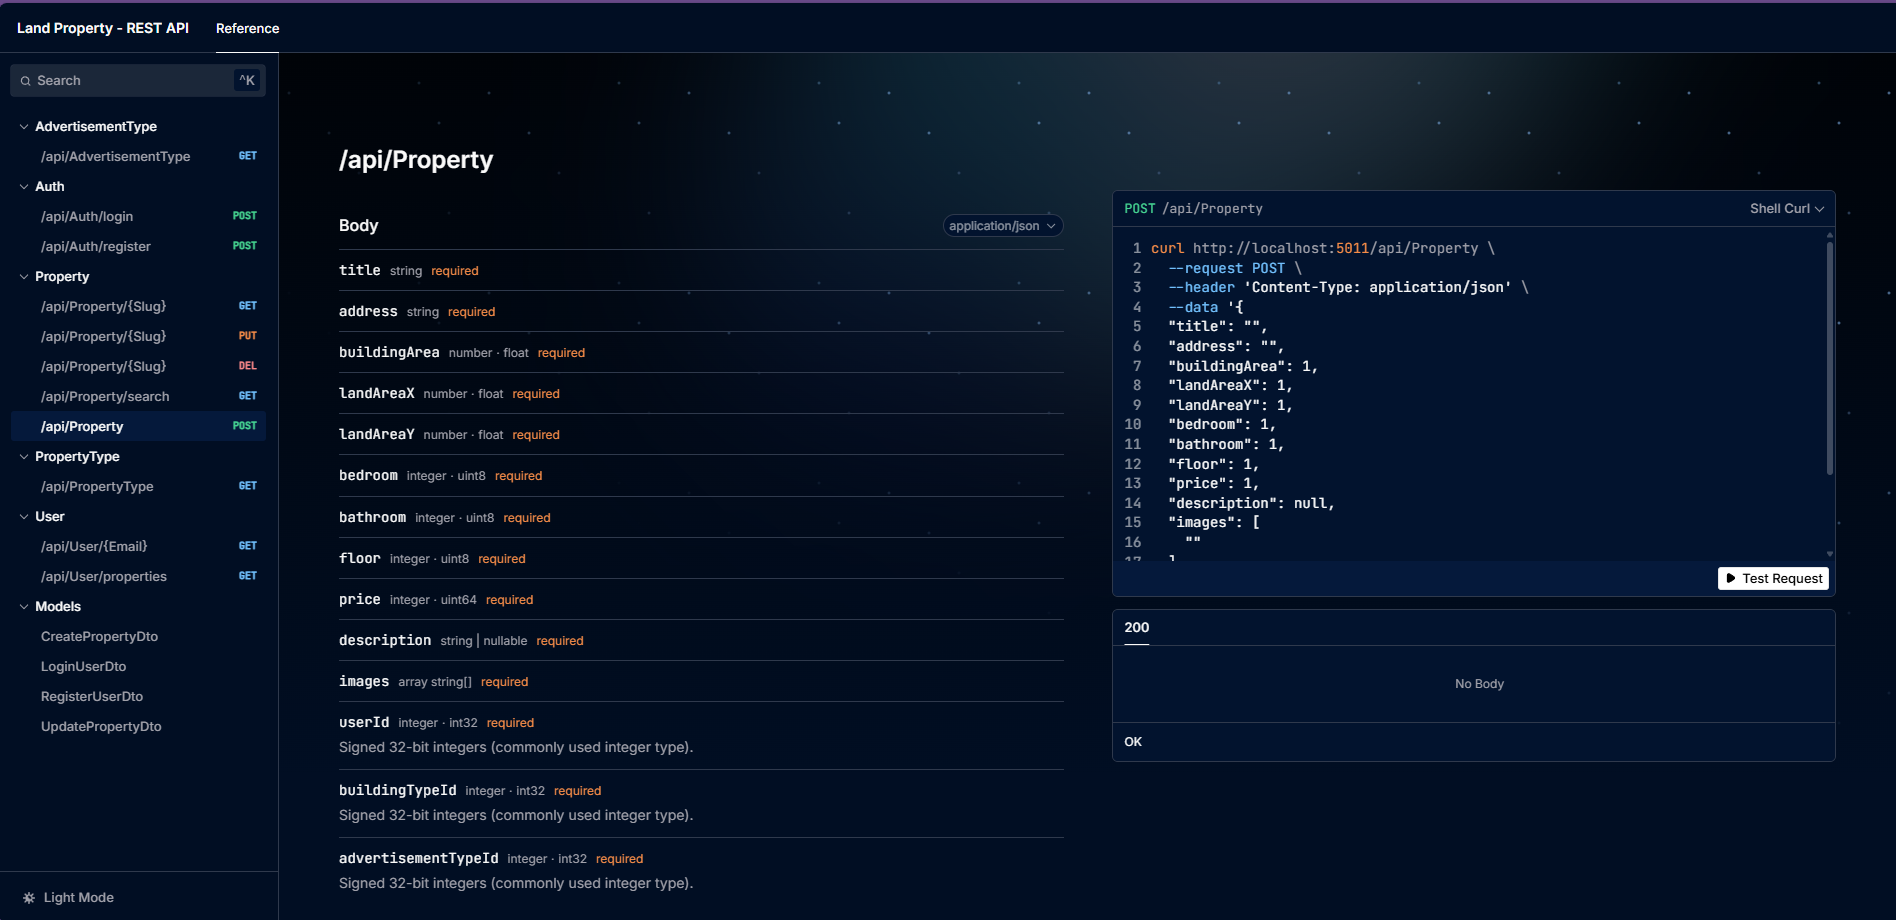 Land Property - REST API
Reference
Search
^K
AdvertisementType
/api/AdvertisementType GET
Auth
/api/Auth/login POST
/api/Auth/register POST
Property
/api/Property/{Slug} GET
/api/Property/{Slug} PUT
/api/Property/{Slug} DEL
/api/Property/search GET
/api/Property POST
PropertyType
/api/PropertyType GET
User
/api/User/{Email} GET
/api/User/properties GET
Models
CreatePropertyDto
LoginUserDto
RegisterUserDto
UpdatePropertyDto
Light Mode
/api/Property
Body
application/json
title string required
address string required
buildingArea number · float required
landAreaX number · float required
landAreaY number · float required
bedroom integer · uint8 required
bathroom integer · uint8 required
floor integer · uint8 required
price integer · uint64 required
description string | nullable required
images array string[] required
userId integer · int32 required
Signed 32-bit integers (commonly used integer type).
buildingTypeId integer · int32 required
Signed 32-bit integers (commonly used integer type).
advertisementTypeId integer · int32 required
Signed 32-bit integers (commonly used integer type).
POST /api/Property
Shell Curl
1 curl http://localhost:5011/api/Property \
2 --request POST \
3 --header 'Content-Type: application/json' \
4 --data '{
5 "title": "",
6 "address": "",
7 "buildingArea": 1,
8 "landAreaX": 1,
9 "landAreaY": 1,
10 "bedroom": 1,
11 "bathroom": 1,
12 "floor": 1,
13 "price": 1,
14 "description": null,
15 "images": [
16 ""
17 ]
Test Request
200
No Body
OK